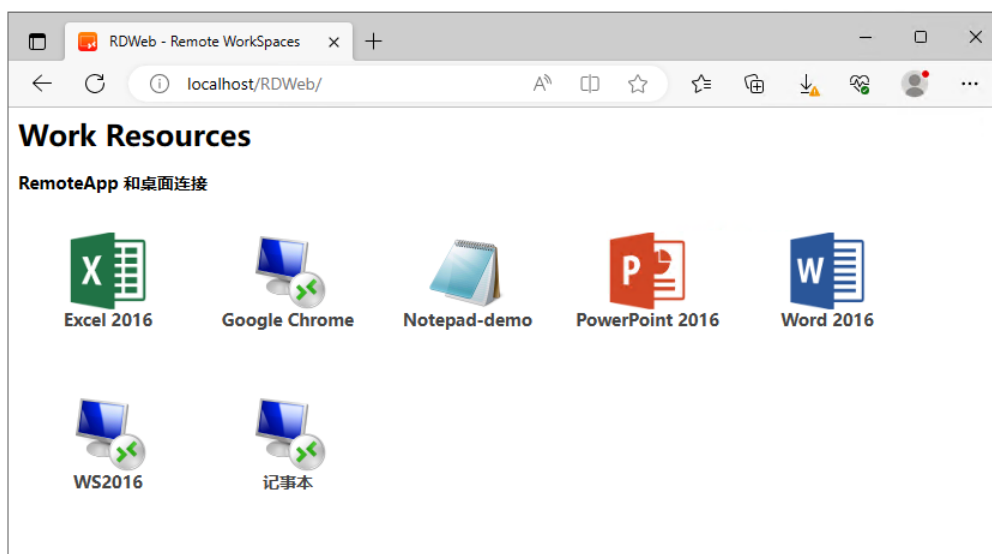 RDWeb - Remote WorkSpaces
localhost/RDWeb/
Work Resources
RemoteApp 和桌面连接
Excel 2016
Google Chrome
Notepad-demo
PowerPoint 2016
Word 2016
WS2016
记事本